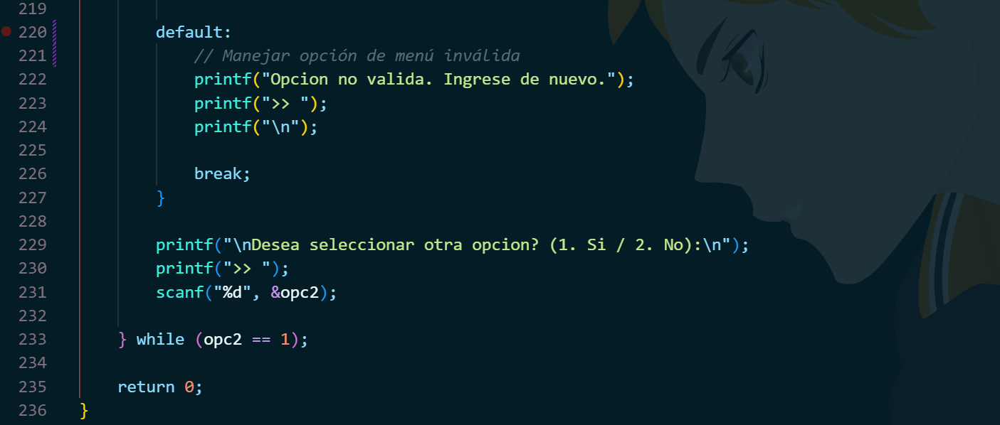 219
220 default:
221 // Manejar opción de menú inválida
222 printf("Opcion no valida. Ingrese de nuevo.");
223 printf(">> ");
224 printf("\n");
225
226 break;
227 }
228
229 printf("\nDesea seleccionar otra opcion? (1. Si / 2. No):\n");
230 printf(">> ");
231 scanf("%d", &opc2);
232
233 } while (opc2 == 1);
234
235 return 0;
236 }